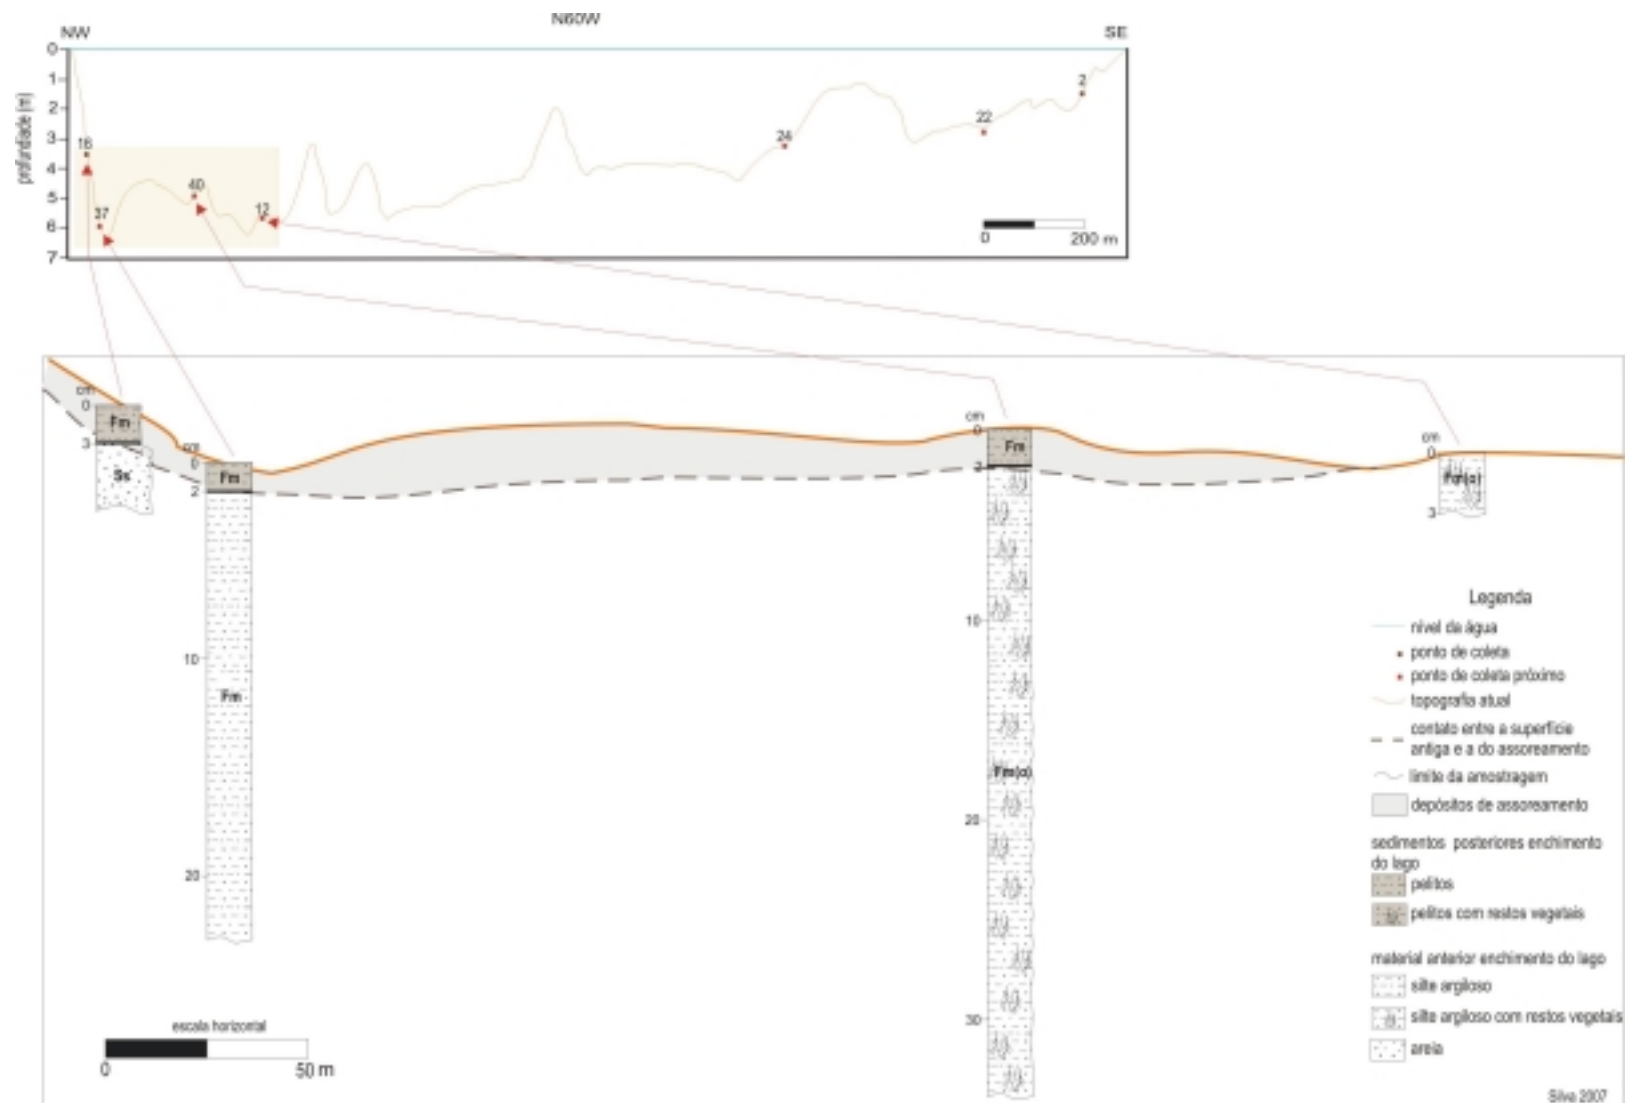 N60W
NW
SE
profundidade (m)
0
1
2
3
4
5
6
7
16
37
40
12
24
22
2
0
200 m
cm
0
3
Fm
Ss
cm
0
2
10
20
Fm
Fm
cm
0
2
10
20
30
Fm
Fm(o)
cm
0
3
Fm(o)
Legenda
nível da água
ponto de coleta
ponto de coleta próximo
topografia atual
contato entre a superfície
antiga e a do assoreamento
limite da amostragem
depósitos de assoreamento
sedimentos posteriores enchimento
do lago
pelitos
pelitos com restos vegetais
material anterior enchimento do lago
silte argiloso
silte argiloso com restos vegetais
areia
escala horizontal
0
50 m
Silva 2007